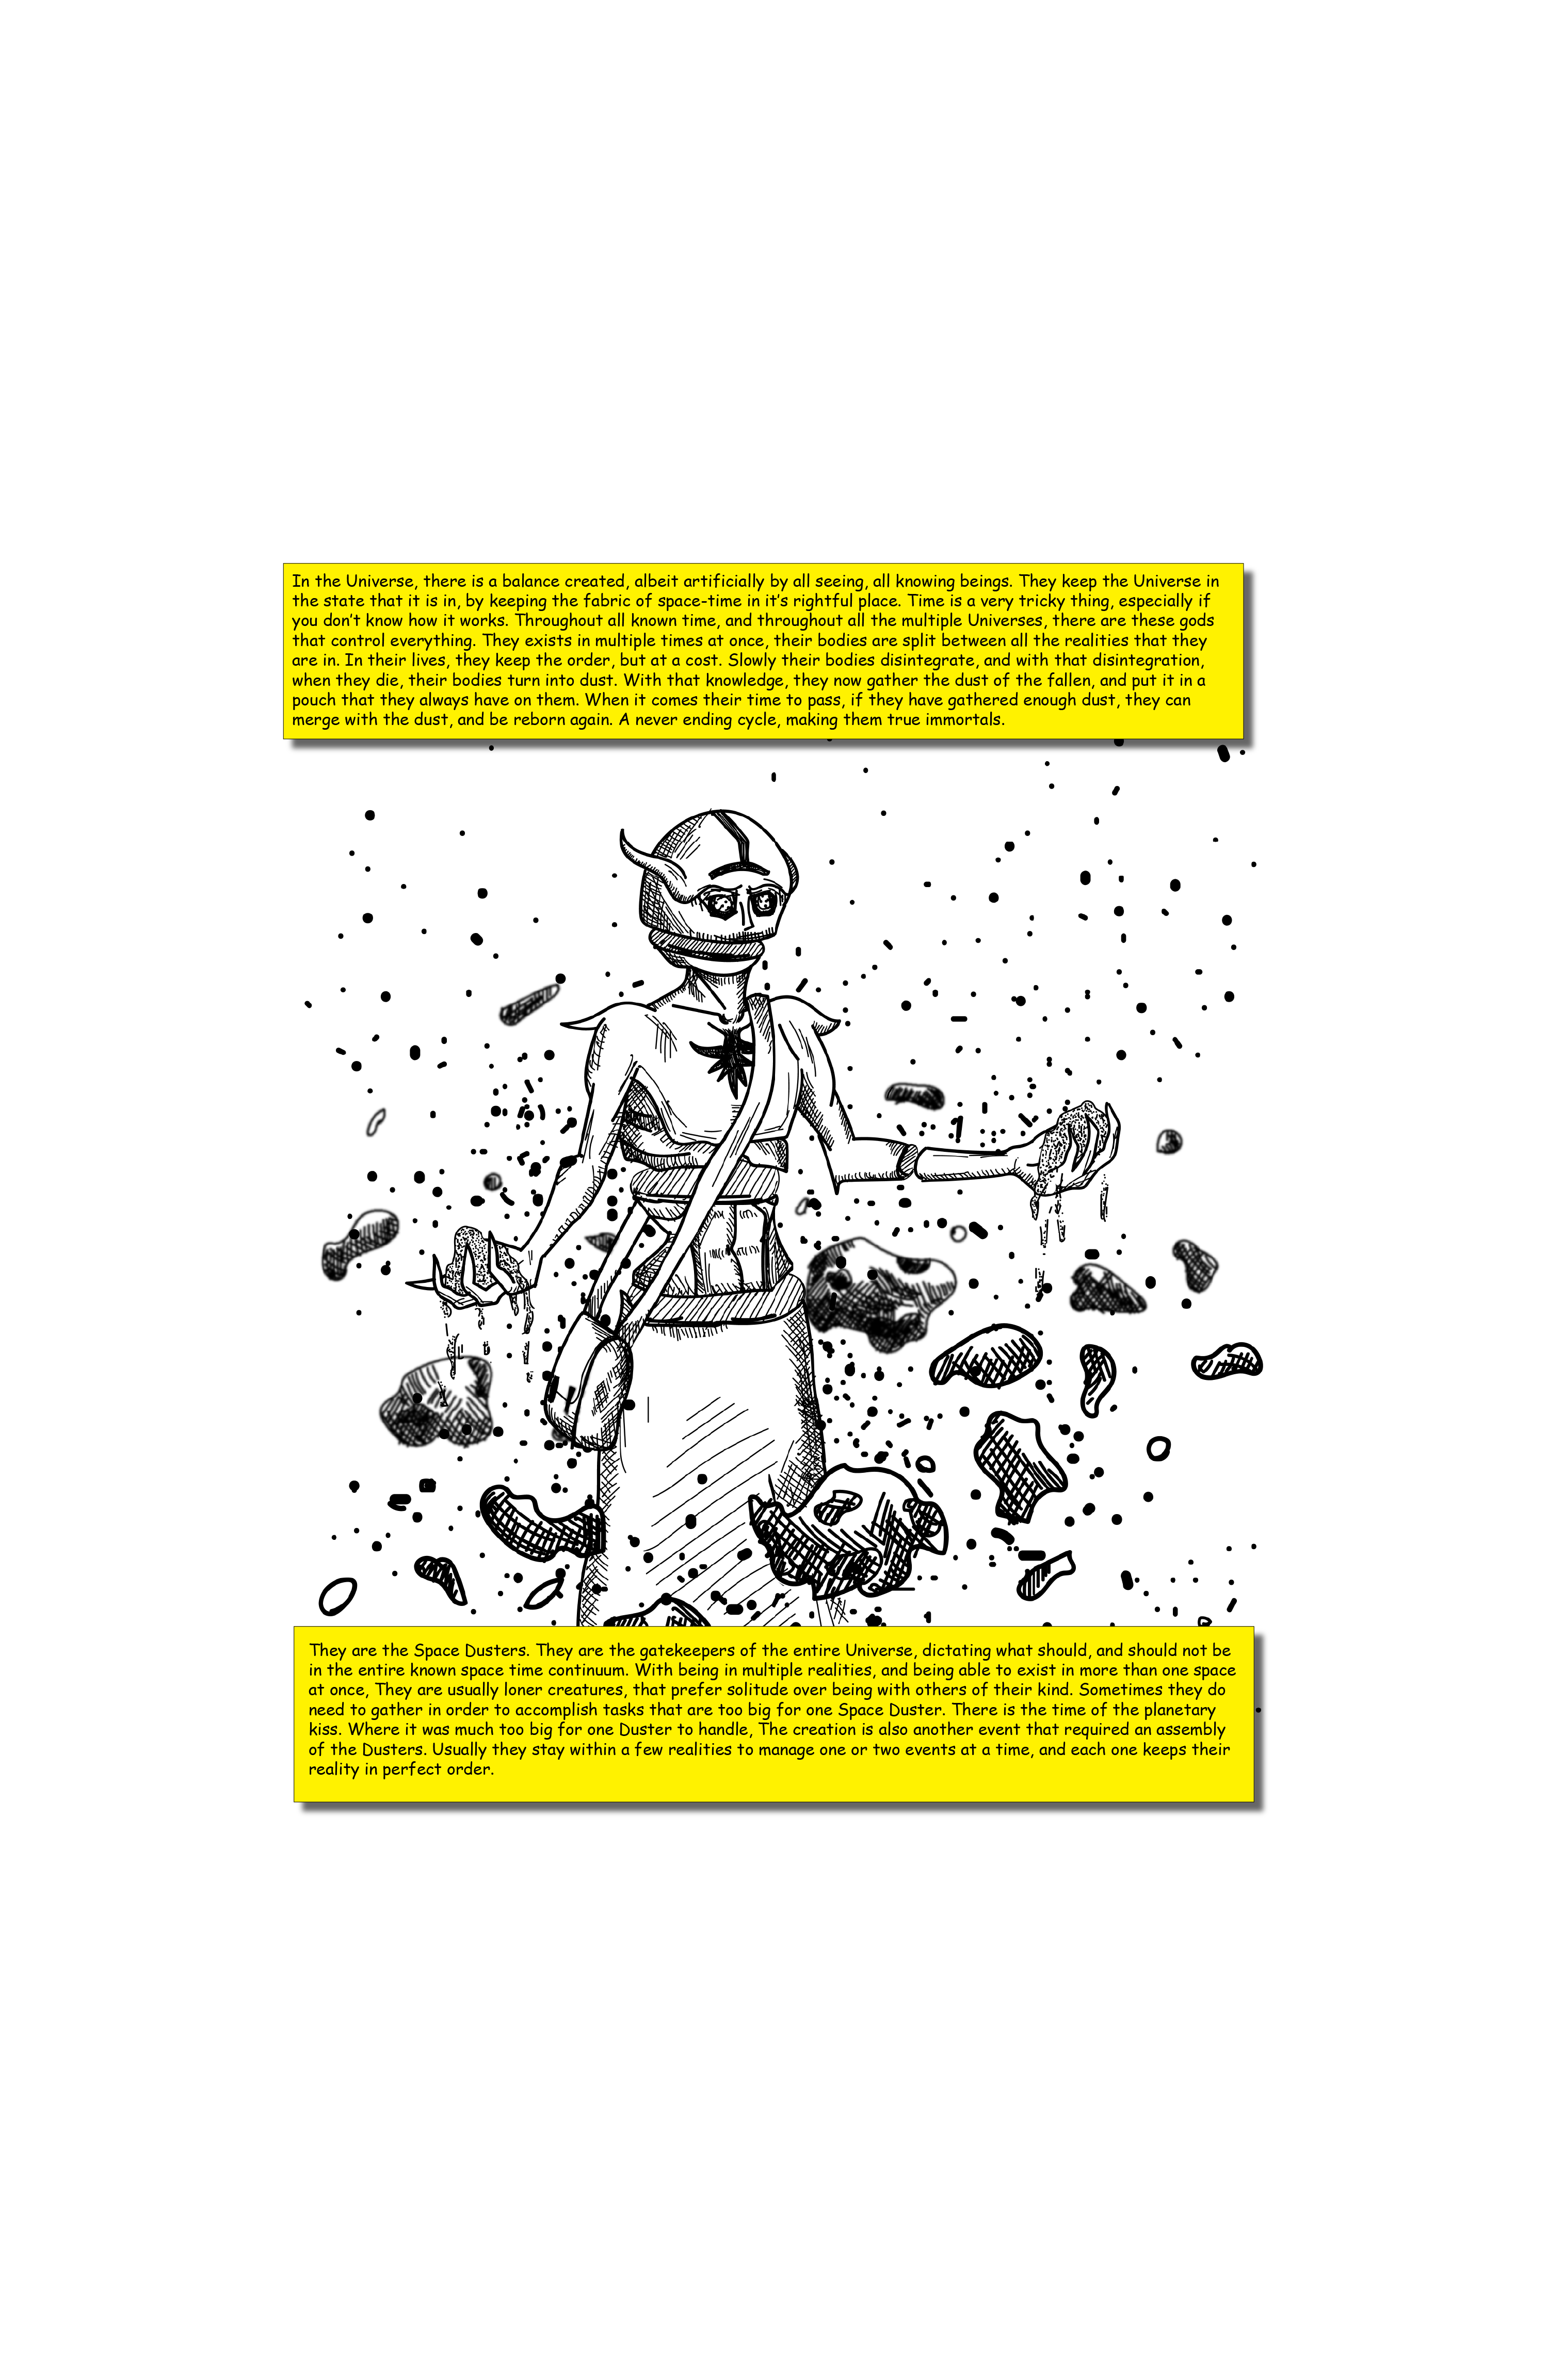 In the Universe, there is a balance created, albeit artificially by all seeing, all knowing beings. They keep the Universe in
the state that it is in, by keeping the fabric of space-time in it's rightful place. Time is a very tricky thing, especially if
you don't know how it works. Throughout all known time, and throughout all the multiple Universes, there are these gods
that control everything. They exists in multiple times at once, their bodies are split between all the realities that they
are in. In their lives, they keep the order, but at a cost. Slowly their bodies disintegrate, and with that disintegration,
when they die, their bodies turn into dust. With that knowledge, they now gather the dust of the fallen, and put it in a
pouch that they always have on them. When it comes their time to pass, if they have gathered enough dust, they can
merge with the dust, and be reborn again. A never ending cycle, making them true immortals.
They are the Space Dusters. They are the gatekeepers of the entire Universe, dictating what should, and should not be
in the entire known space time continuum. With being in multiple realities, and being able to exist in more than one space
at once, They are usually loner creatures, that prefer solitude over being with others of their kind. Sometimes they do
need to gather in order to accomplish tasks that are too big for one Space Duster. There is the time of the planetary
kiss. Where it was much too big for one Duster to handle, The creation is also another event that required an assembly
of the Dusters. Usually they stay within a few realities to manage one or two events at a time, and each one keeps their
reality in perfect order.